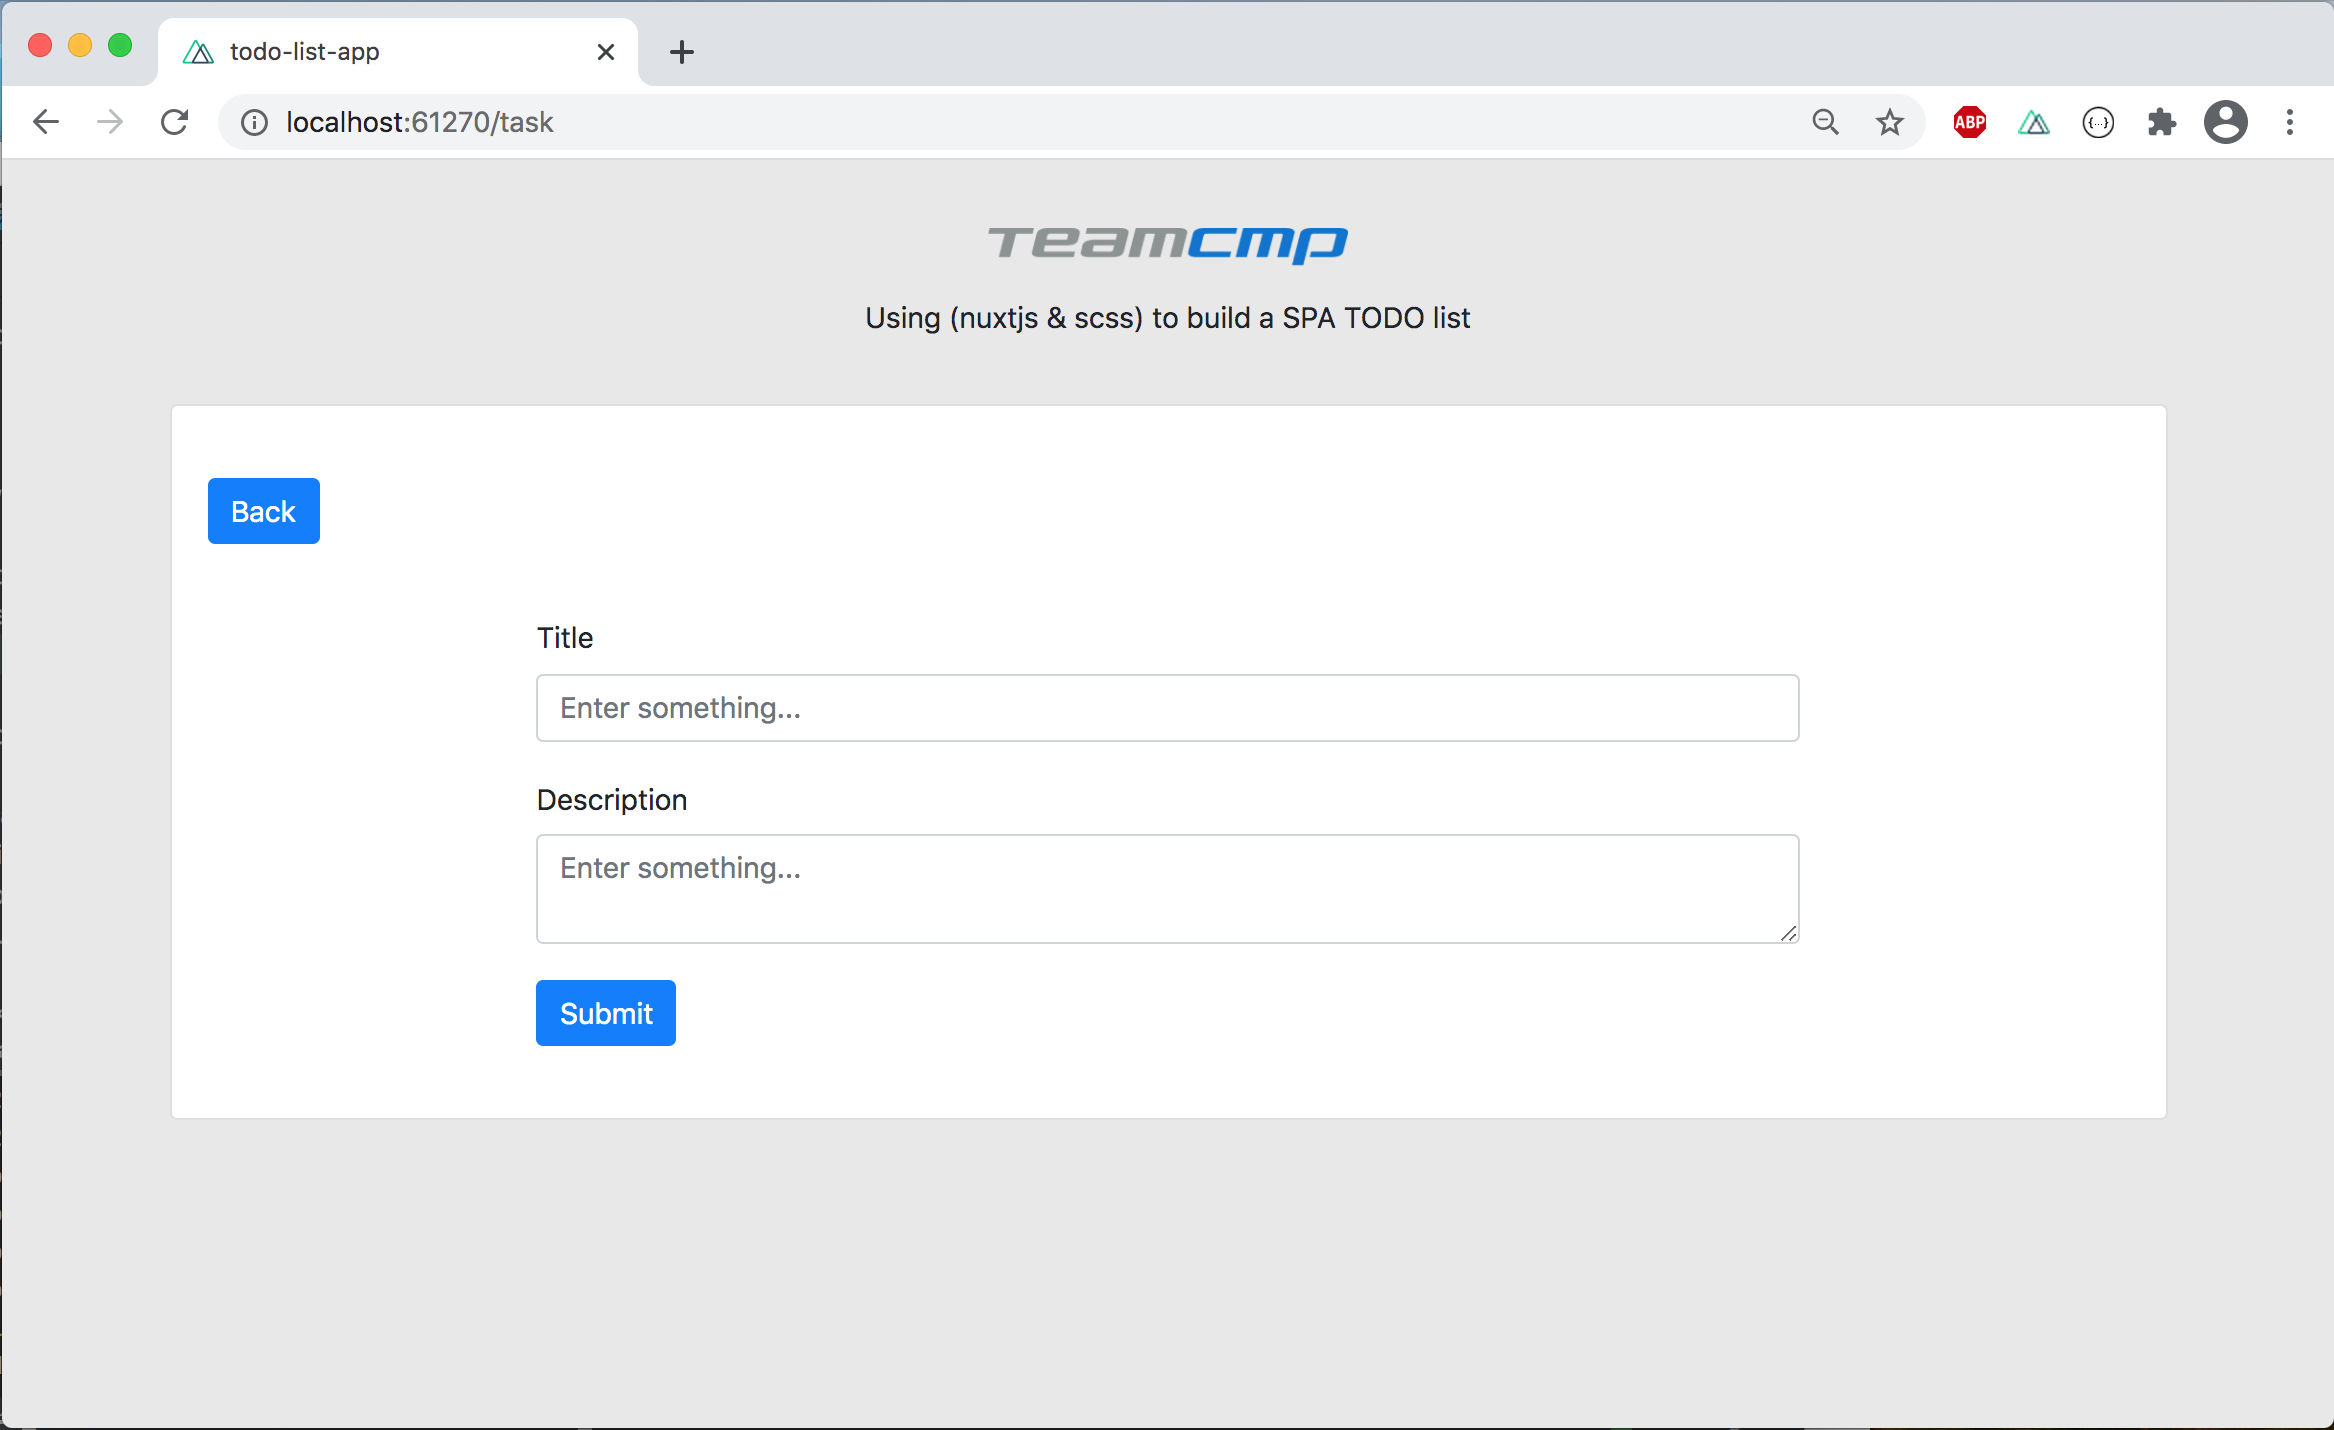 todo-list-app
localhost:61270/task
ABP
{...}
Teamcmp
Using (nuxtjs & scss) to build a SPA TODO list
Back
Title
Enter something...
Description
Enter something...
Submit